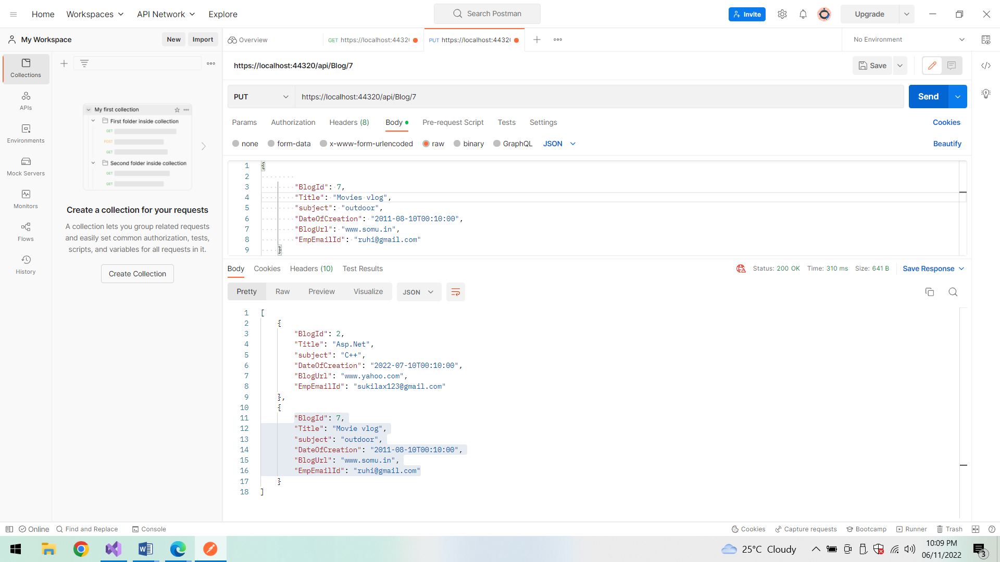 Home Workspaces API Network Explore Search Postman Invite Upgrade
My Workspace New Import Overview GET https://localhost:4432 PUT https://localhost:4432 No Environment
Collections
APIs
Environments
Mock Servers
Monitors
Flows
History
My first collection
First folder inside collection
GET
POST
GET
Second folder inside collection
GET
GET
Create a collection for your requests
A collection lets you group related requests
and easily set common authorization, tests,
scripts, and variables for all requests in it.
Create Collection
https://localhost:44320/api/Blog/7 Save
PUT https://localhost:44320/api/Blog/7 Send
Params Authorization Headers (8) Body Pre-request Script Tests Settings Cookies
none form-data x-www-form-urlencoded raw binary GraphQL JSON Beautify
1 {
2
3 "BlogId": 7,
4 "Title": "Movies vlog",
5 "subject": "outdoor",
6 "DateOfCreation": "2011-08-10T00:10:00",
7 "BlogUrl": "www.somu.in",
8 "EmpEmailId": "ruhi@gmail.com"
9 }
Body Cookies Headers (10) Test Results Status: 200 OK Time: 310 ms Size: 641 B Save Response
Pretty Raw Preview Visualize JSON
1 [
2 {
3 "BlogId": 2,
4 "Title": "Asp.Net",
5 "subject": "C++",
6 "DateOfCreation": "2022-07-10T00:10:00",
7 "BlogUrl": "www.yahoo.com",
8 "EmpEmailId": "sukilax123@gmail.com"
9 },
10 {
11 "BlogId": 7,
12 "Title": "Movie vlog",
13 "subject": "outdoor",
14 "DateOfCreation": "2011-08-10T00:10:00",
15 "BlogUrl": "www.somu.in",
16 "EmpEmailId": "ruhi@gmail.com"
17 }
18 ]
Online Find and Replace Console Cookies Capture requests Bootcamp Runner Trash
25°C Cloudy 10:09 PM
06/11/2022 3